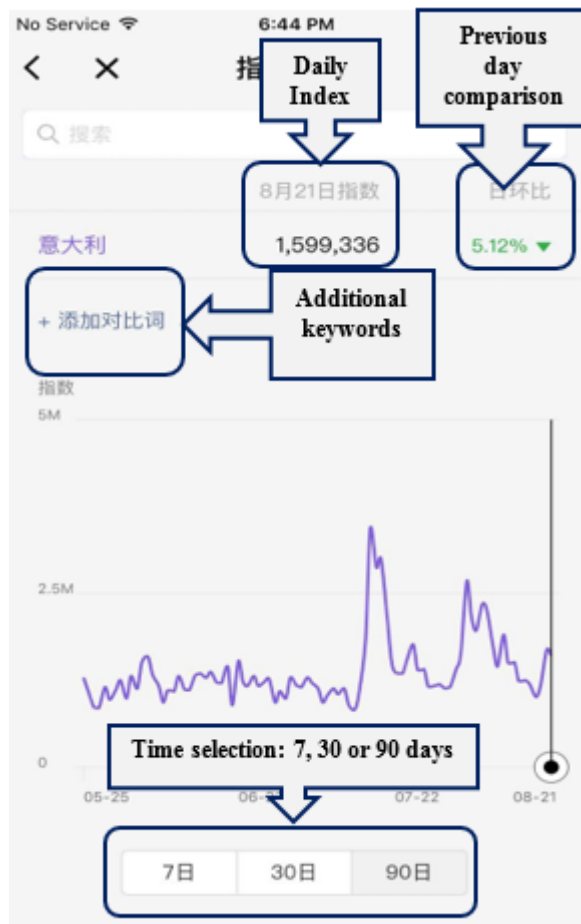 No Service 6:44 PM
指
Daily
Index
Previous
day
comparison
搜索
8月21日指数 日环比
意大利 1,599,336 5.12% ▼
+ 添加对比词
Additional
keywords
指数
5M
2.5M
Time selection: 7, 30 or 90 days
0
05-25 06-2 07-22 08-21
7日 30日 90日